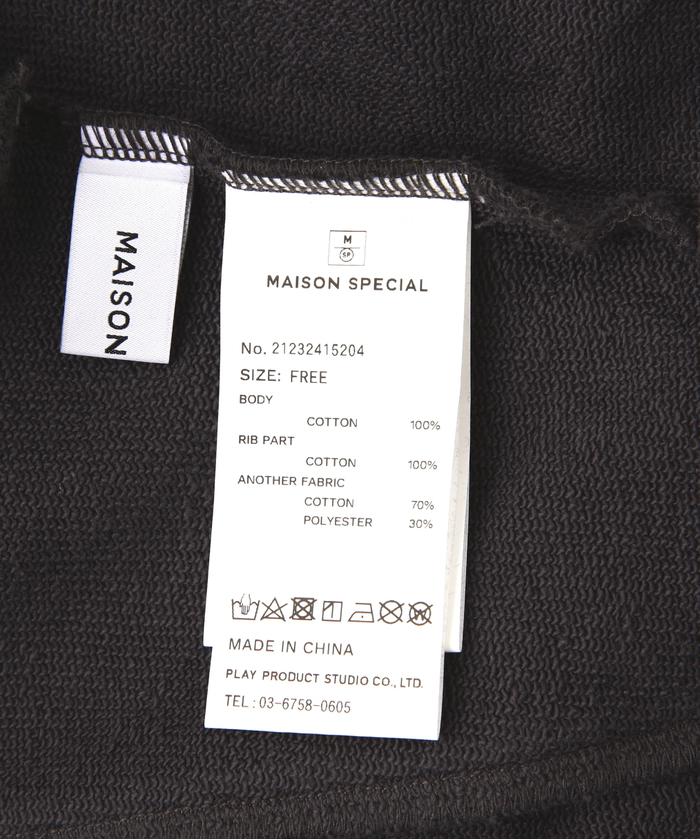 MAISON
M
SP
MAISON SPECIAL
No. 21232415204
SIZE: FREE
BODY
COTTON 100%
RIB PART
COTTON 100%
ANOTHER FABRIC
COTTON 70%
POLYESTER 30%
W
MADE IN CHINA
PLAY PRODUCT STUDIO CO., LTD.
TEL : 03-6758-0605